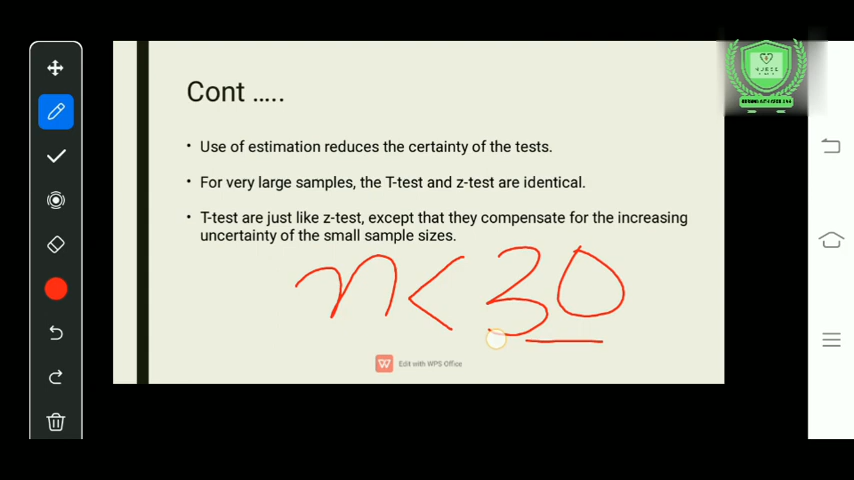 Cont …..
• Use of estimation reduces the certainty of the tests.
• For very large samples, the T-test and z-test are identical.
• T-test are just like z-test, except that they compensate for the increasing
uncertainty of the small sample sizes.
n < 30
Edit with WPS Office